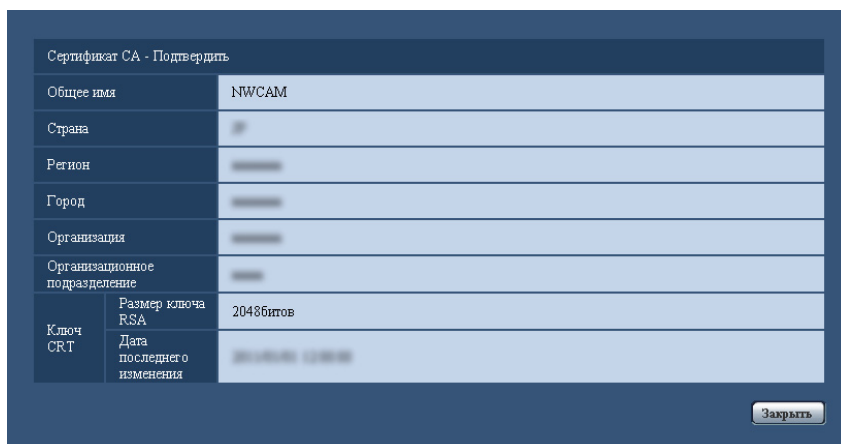 Сертификат CA - Подтвердить
Общее имя NWCAM
Страна
Регион
Город
Организация
Организационное
подразделение
Ключ
CRT
Размер ключа
RSA
2048битов
Дата
последнего
изменения
Закрыть